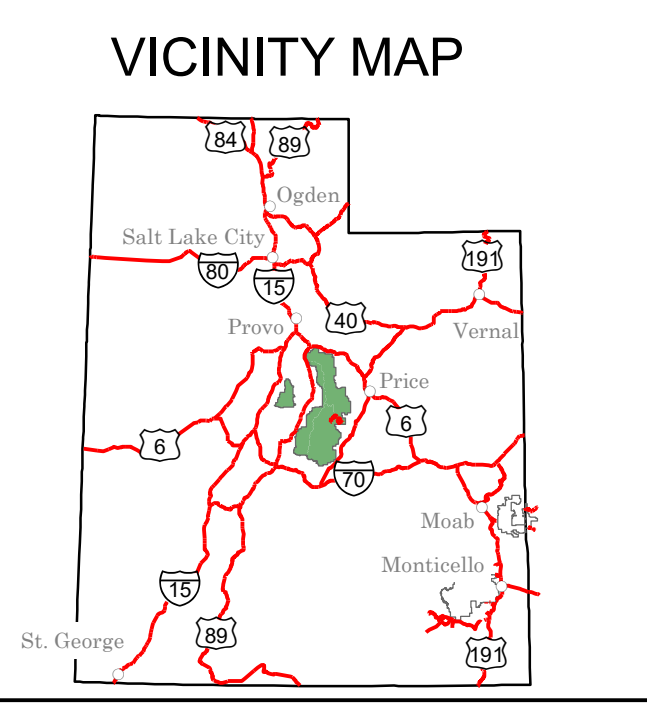 VICINITY MAP
84
89
Ogden
Salt Lake City
191
80
15
40
Provo
Vernal
Price
6
6
70
Moab
Monticello
15
89
St. George
191